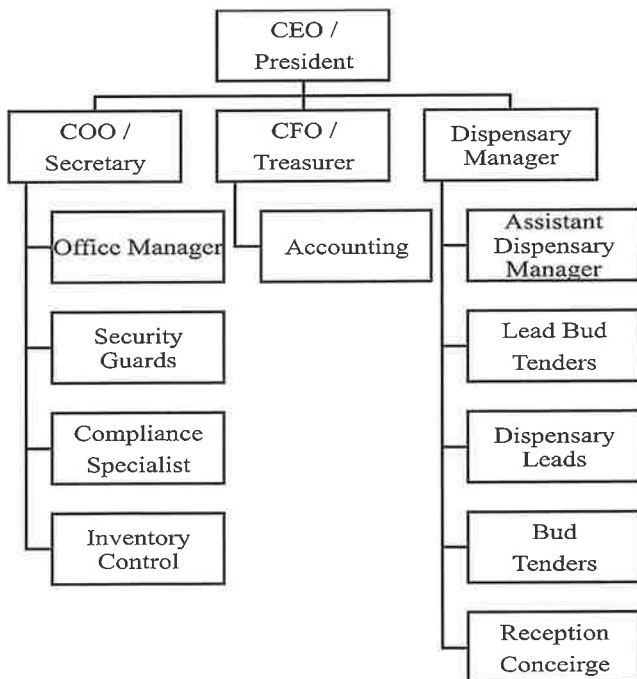 CEO /
President
COO /
Secretary
CFO /
Treasurer
Dispensary
Manager
Office Manager
Security
Guards
Compliance
Specialist
Inventory
Control
Accounting
Assistant
Dispensary
Manager
Lead Bud
Tenders
Dispensary
Leads
Bud
Tenders
Reception
Conceirge